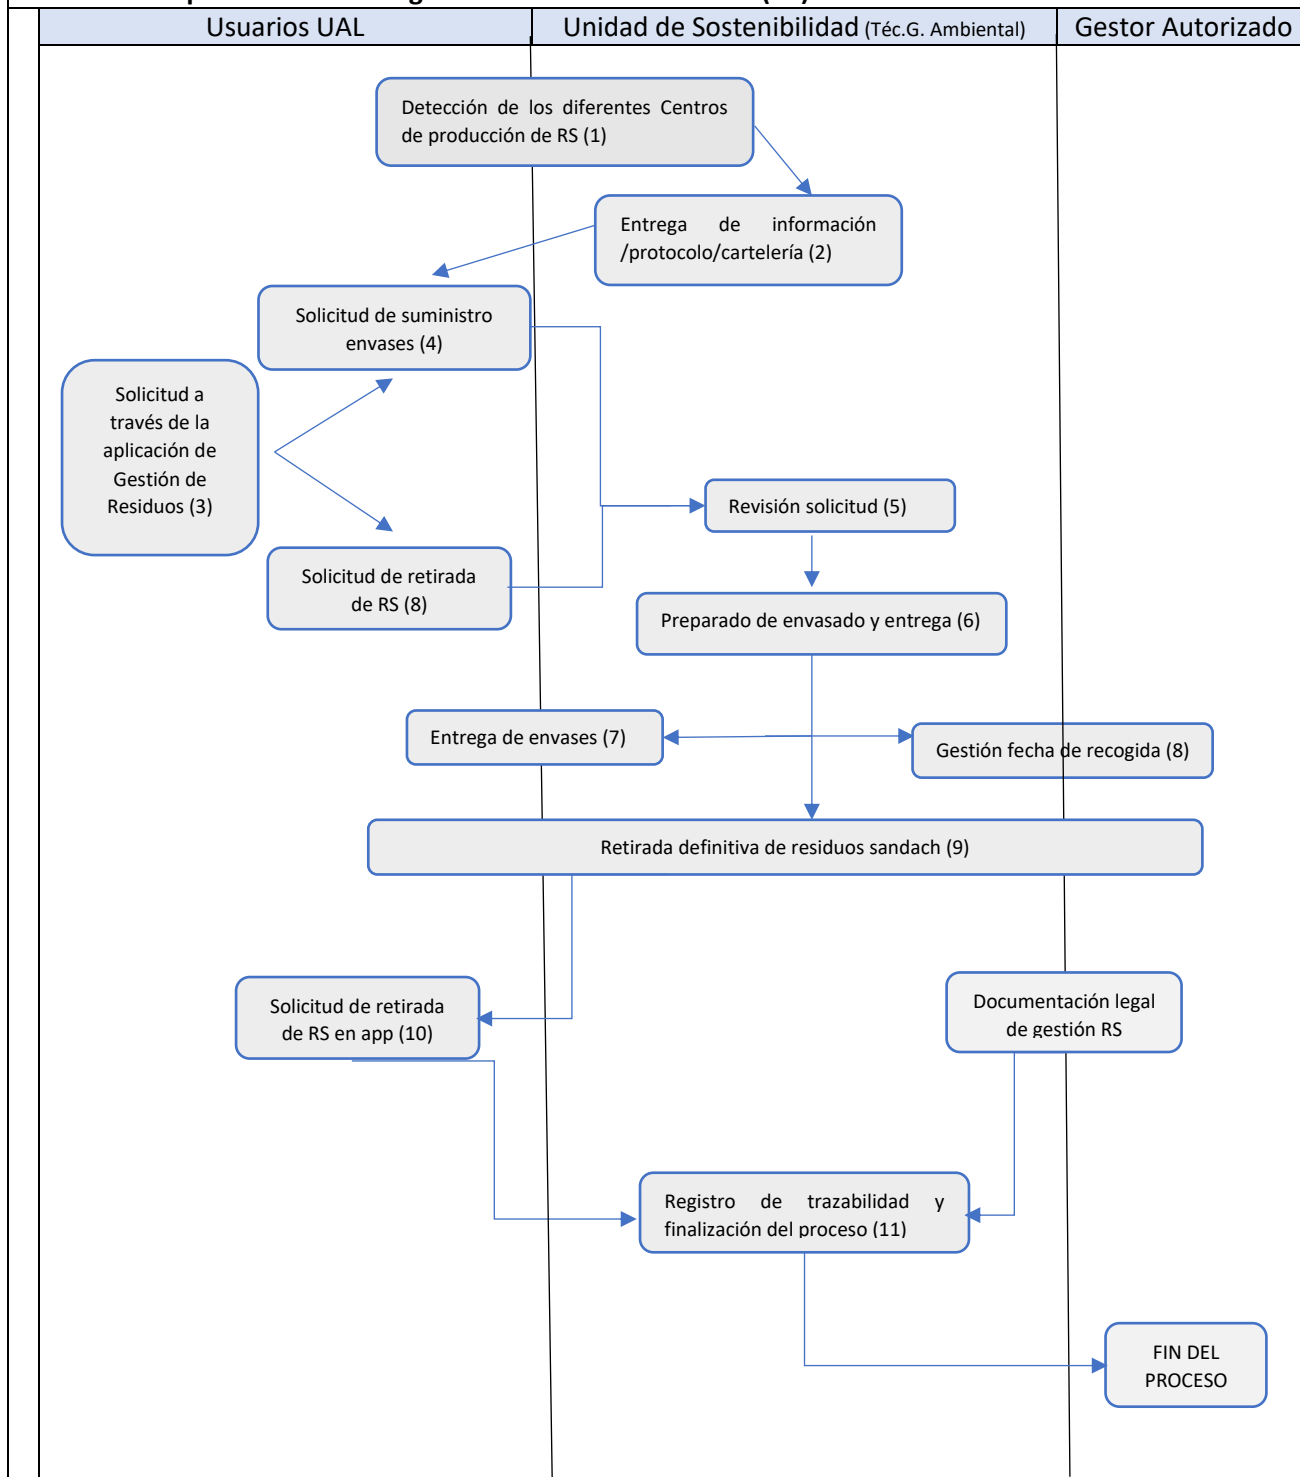 Usuarios UAL
Unidad de Sostenibilidad (Téc.G. Ambiental)
Gestor Autorizado
Detección de los diferentes Centros
de producción de RS (1)
Entrega de información
/protocolo/cartelería (2)
Solicitud de suministro
envases (4)
Solicitud a
través de la
aplicación de
Gestión de
Residuos (3)
Revisión solicitud (5)
Solicitud de retirada
de RS (8)
Preparado de envasado y entrega (6)
Entrega de envases (7)
Gestión fecha de recogida (8)
Retirada definitiva de residuos sandach (9)
Solicitud de retirada
de RS en app (10)
Documentación legal
de gestión RS
Registro de trazabilidad y
finalización del proceso (11)
FIN DEL
PROCESO